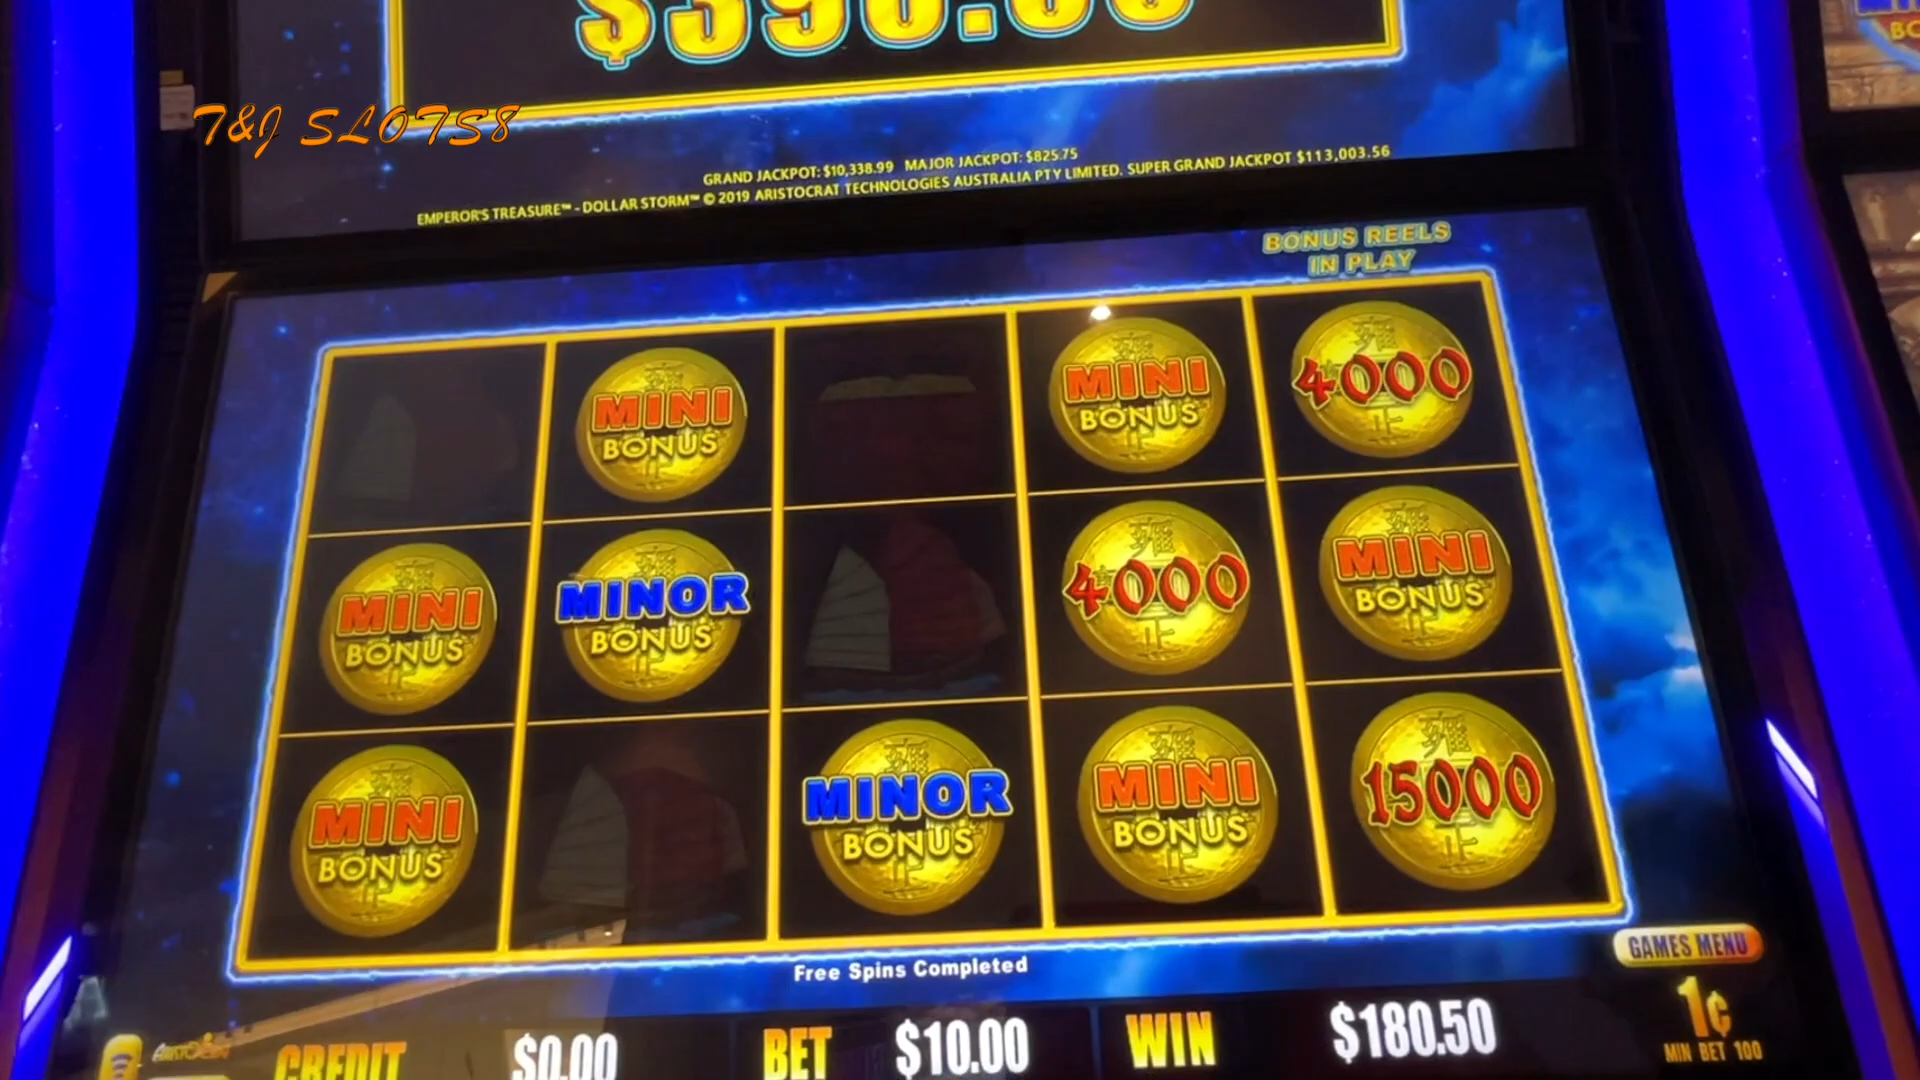 T&J SLOTS8
GRAND JACKPOT: $10,338.99 MAJOR JACKPOT: $825.75
EMPEROR'S TREASURE™ - DOLLAR STORM™ © 2019 ARISTOCRAT TECHNOLOGIES AUSTRALIA PTY LIMITED. SUPER GRAND JACKPOT $113,003.56
BONUS REELS
IN PLAY
MINI
BONUS
MINI
BONUS
4000
MINI
BONUS
MINOR
BONUS
4000
MINI
BONUS
MINI
BONUS
MINOR
BONUS
MINI
BONUS
15000
Free Spins Completed
GAMES MENU
CREDIT $0.00 BET $10.00 WIN $180.50
1¢
MIN BET 100